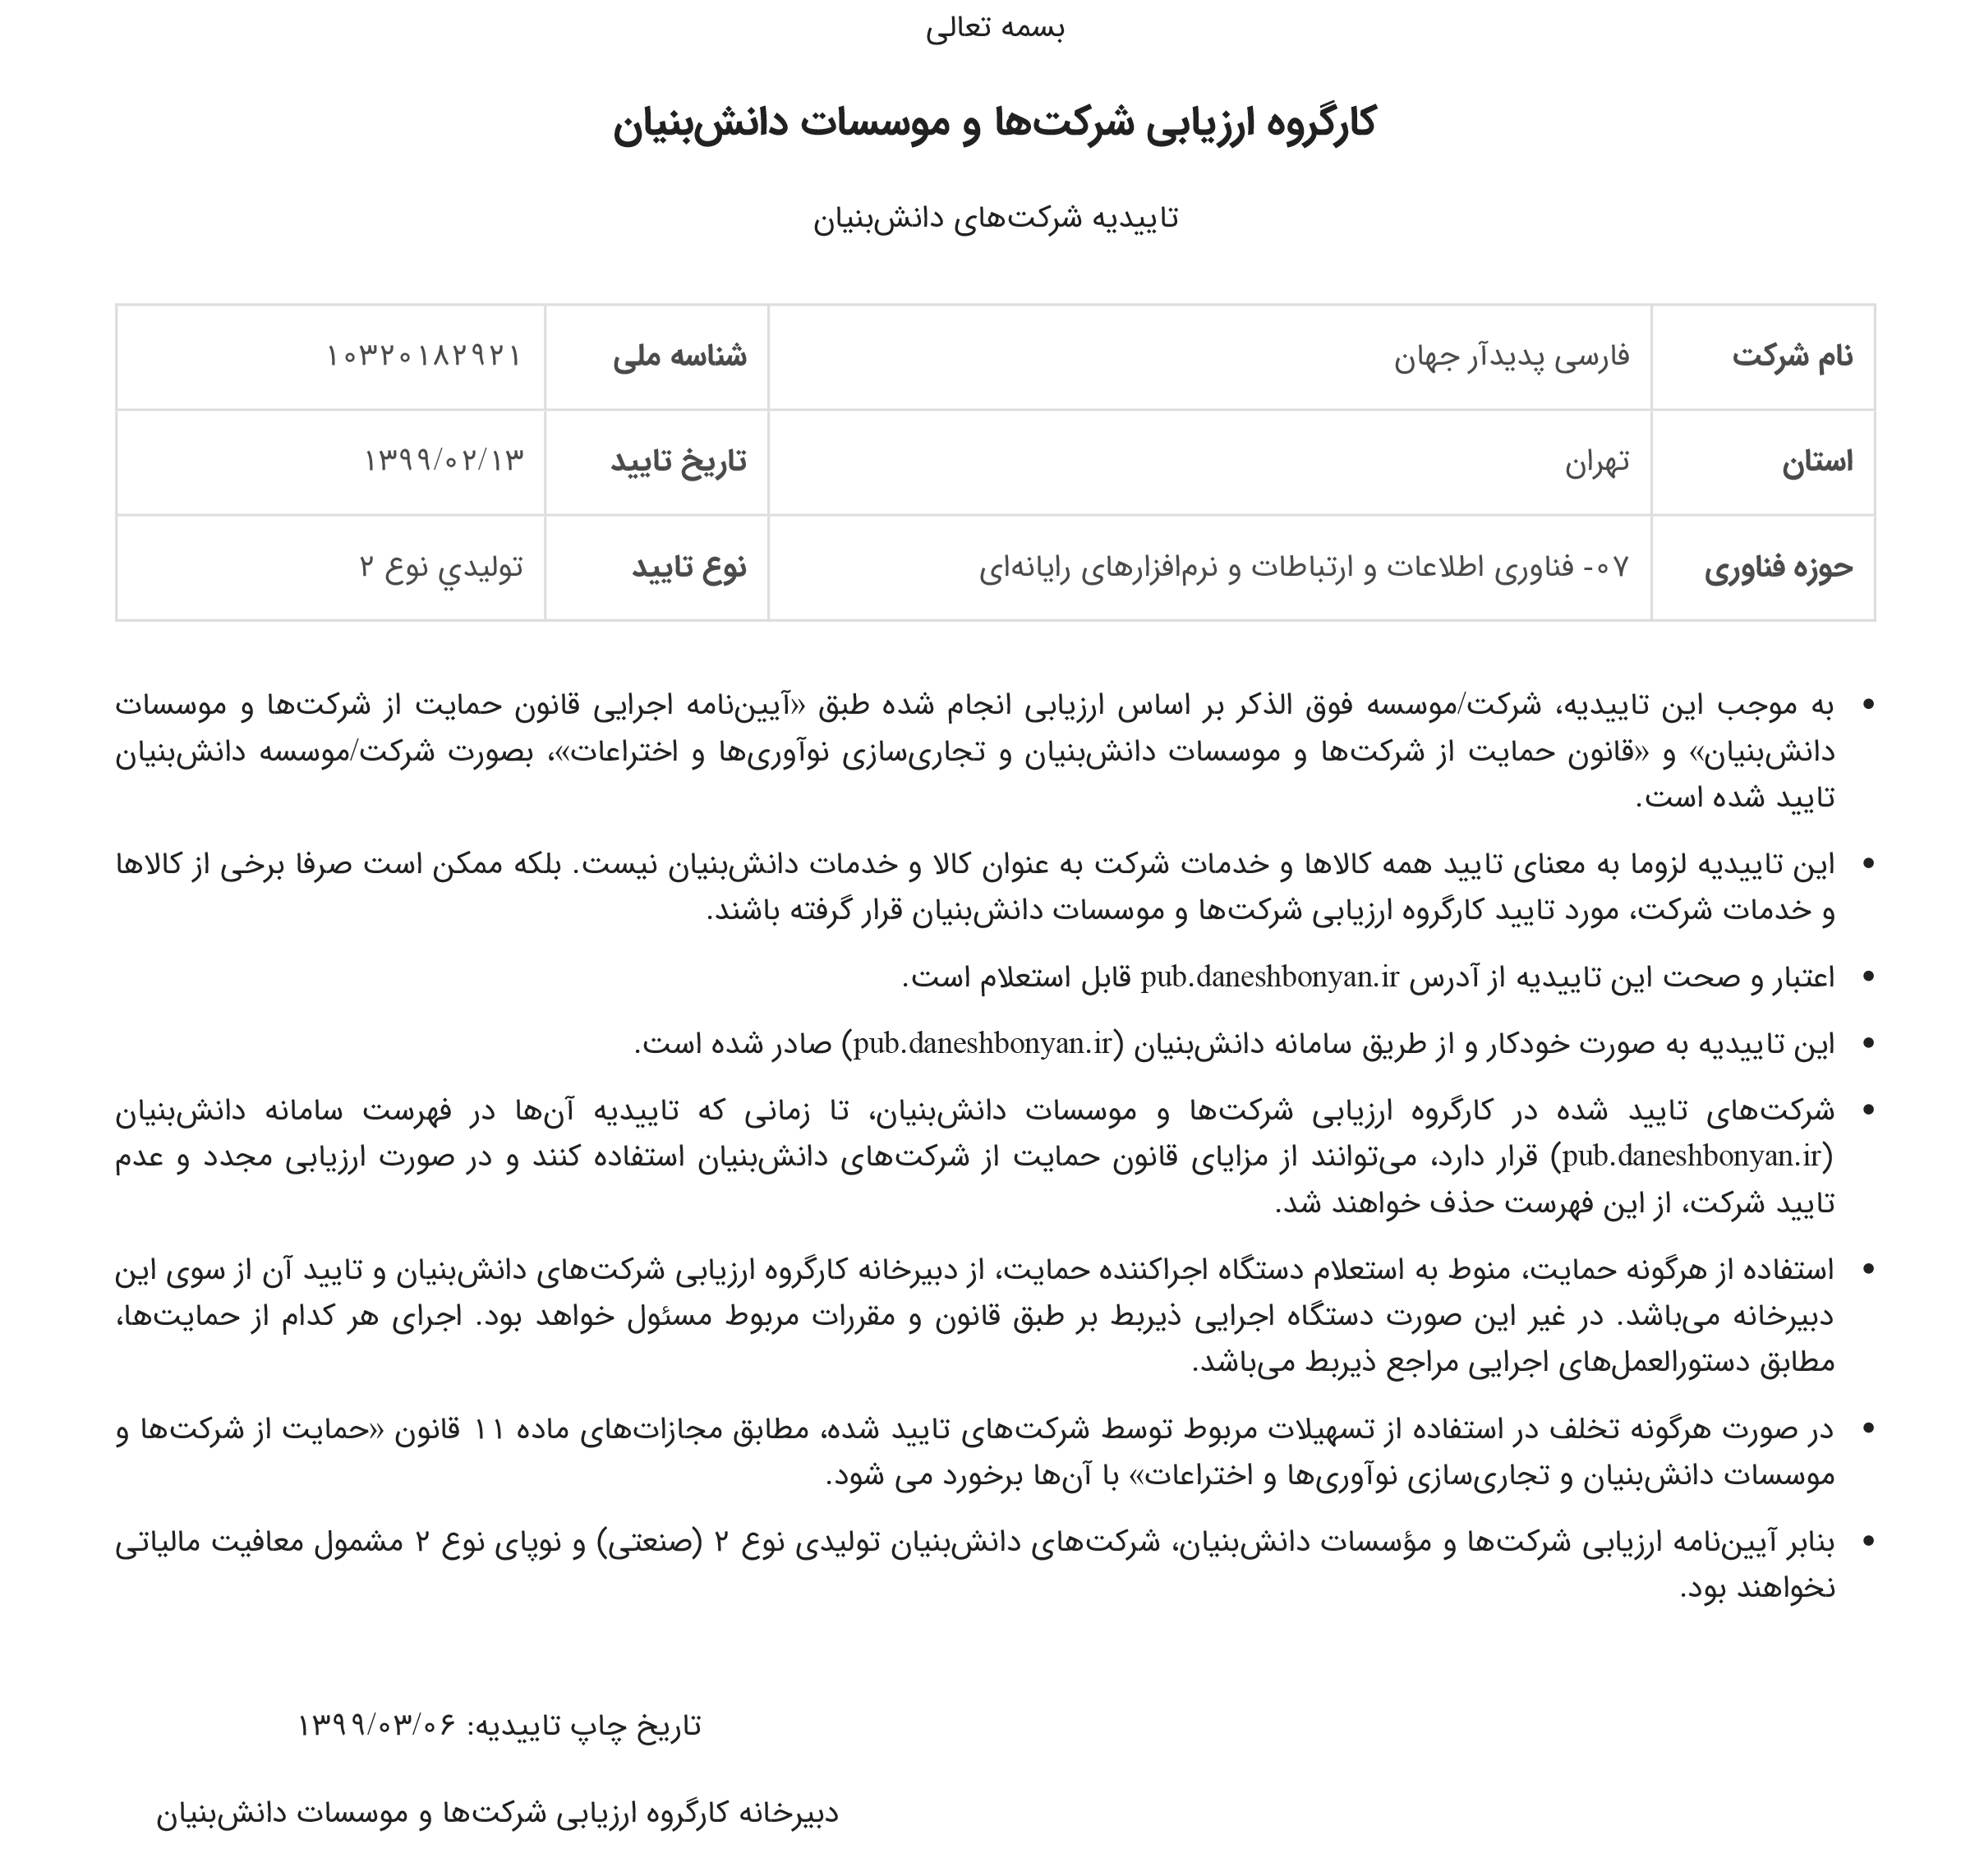 بسمه تعالی
کارگروه ارزیابی شرکت‌ها و موسسات دانش‌بنیان
تاییدیه شرکت‌های دانش‌بنیان
نام شرکت فارسی پدیدآر جهان شناسه ملی ۱۰۳۲۰۱۸۲۹۲۱
استان تهران تاریخ تایید ۱۳۹۹/۰۲/۱۳
حوزه فناوری ۰۷- فناوری اطلاعات و ارتباطات و نرم‌افزارهای رایانه‌ای نوع تایید تولیدي نوع ۲
• به موجب این تاییدیه، شرکت/موسسه فوق الذکر بر اساس ارزیابی انجام شده طبق «آیین‌نامه اجرایی قانون حمایت از شرکت‌ها و موسسات
دانش‌بنیان» و «قانون حمایت از شرکت‌ها و موسسات دانش‌بنیان و تجاری‌سازی نوآوری‌ها و اختراعات»، بصورت شرکت/موسسه دانش‌بنیان
تایید شده است.
• این تاییدیه لزوما به معنای تایید همه کالاها و خدمات شرکت به عنوان کالا و خدمات دانش‌بنیان نیست. بلکه ممکن است صرفا برخی از کالاها
و خدمات شرکت، مورد تایید کارگروه ارزیابی شرکت‌ها و موسسات دانش‌بنیان قرار گرفته باشند.
• اعتبار و صحت این تاییدیه از آدرس pub.daneshbonyan.ir قابل استعلام است.
• این تاییدیه به صورت خودکار و از طریق سامانه دانش‌بنیان (pub.daneshbonyan.ir) صادر شده است.
• شرکت‌های تایید شده در کارگروه ارزیابی شرکت‌ها و موسسات دانش‌بنیان، تا زمانی که تاییدیه آن‌ها در فهرست سامانه دانش‌بنیان
(pub.daneshbonyan.ir) قرار دارد، می‌توانند از مزایای قانون حمایت از شرکت‌های دانش‌بنیان استفاده کنند و در صورت ارزیابی مجدد و عدم
تایید شرکت، از این فهرست حذف خواهند شد.
• استفاده از هرگونه حمایت، منوط به استعلام دستگاه اجراکننده حمایت، از دبیرخانه کارگروه ارزیابی شرکت‌های دانش‌بنیان و تایید آن از سوی این
دبیرخانه می‌باشد. در غیر این صورت دستگاه اجرایی ذیربط بر طبق قانون و مقررات مربوط مسئول خواهد بود. اجرای هر کدام از حمایت‌ها،
مطابق دستورالعمل‌های اجرایی مراجع ذیربط می‌باشد.
• در صورت هرگونه تخلف در استفاده از تسهیلات مربوط توسط شرکت‌های تایید شده، مطابق مجازات‌های ماده ۱۱ قانون «حمایت از شرکت‌ها و
موسسات دانش‌بنیان و تجاری‌سازی نوآوری‌ها و اختراعات» با آن‌ها برخورد می شود.
• بنابر آیین‌نامه ارزیابی شرکت‌ها و مؤسسات دانش‌بنیان، شرکت‌های دانش‌بنیان تولیدی نوع ۲ (صنعتی) و نوپای نوع ۲ مشمول معافیت مالیاتی
نخواهند بود.
تاریخ چاپ تاییدیه: ۱۳۹۹/۰۳/۰۶
دبیرخانه کارگروه ارزیابی شرکت‌ها و موسسات دانش‌بنیان